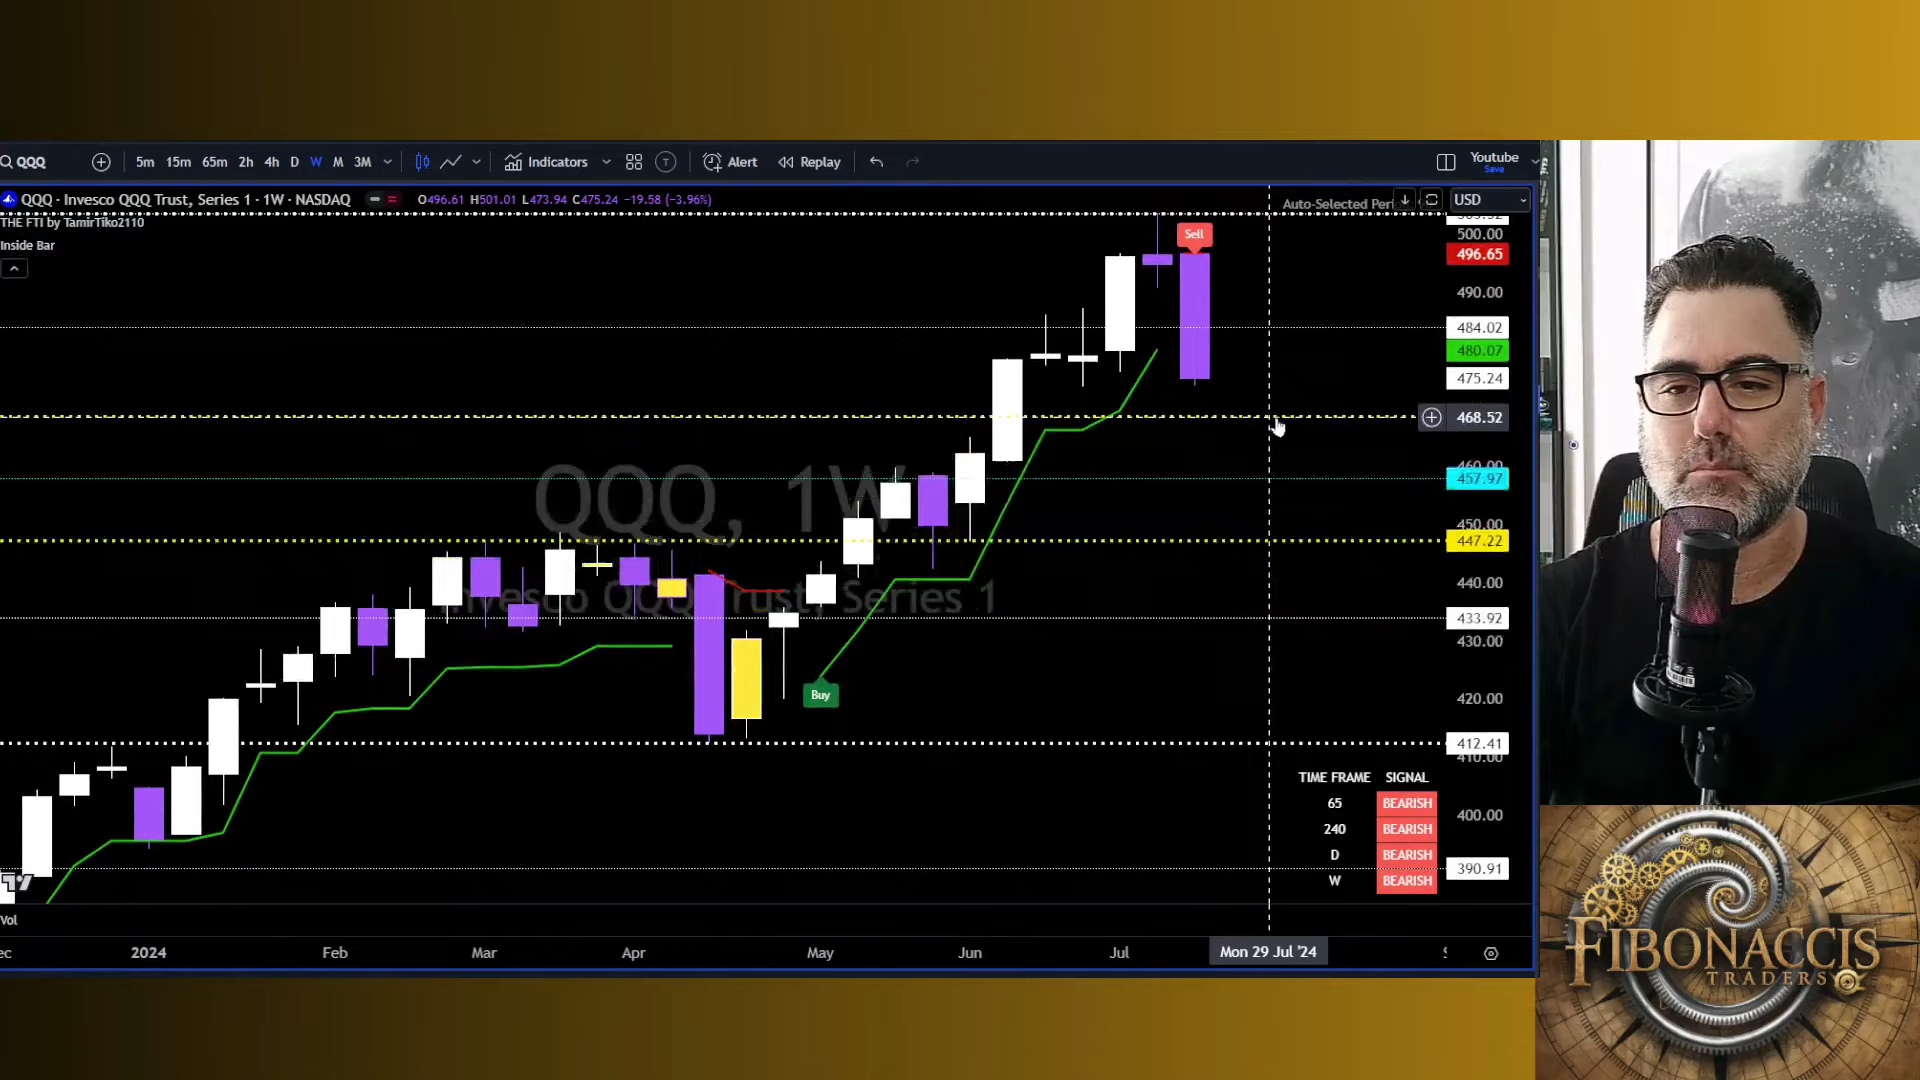 QQQ
5m 15m 65m 2h 4h D W M 3M
Indicators
Alert
Replay
Youtube
Save
QQQ · Invesco QQQ Trust, Series 1 · 1W · NASDAQ
O496.61 H501.01 L473.94 C475.24 −19.58 (−3.96%)
USD
THE FTI by TamirTiko2110
Inside Bar
500.00
496.65
490.00
484.02
480.07
475.24
468.52
457.97
450.00
447.22
440.00
433.92
430.00
420.00
412.41
400.00
390.91
Sell
Buy
QQQ, 1W
Invesco QQQ Trust, Series 1
TIME FRAME SIGNAL
65 BEARISH
240 BEARISH
D BEARISH
W BEARISH
Vol
2024 Feb Mar Apr May Jun Jul Mon 29 Jul '24
FIBONACCIS
TRADERS